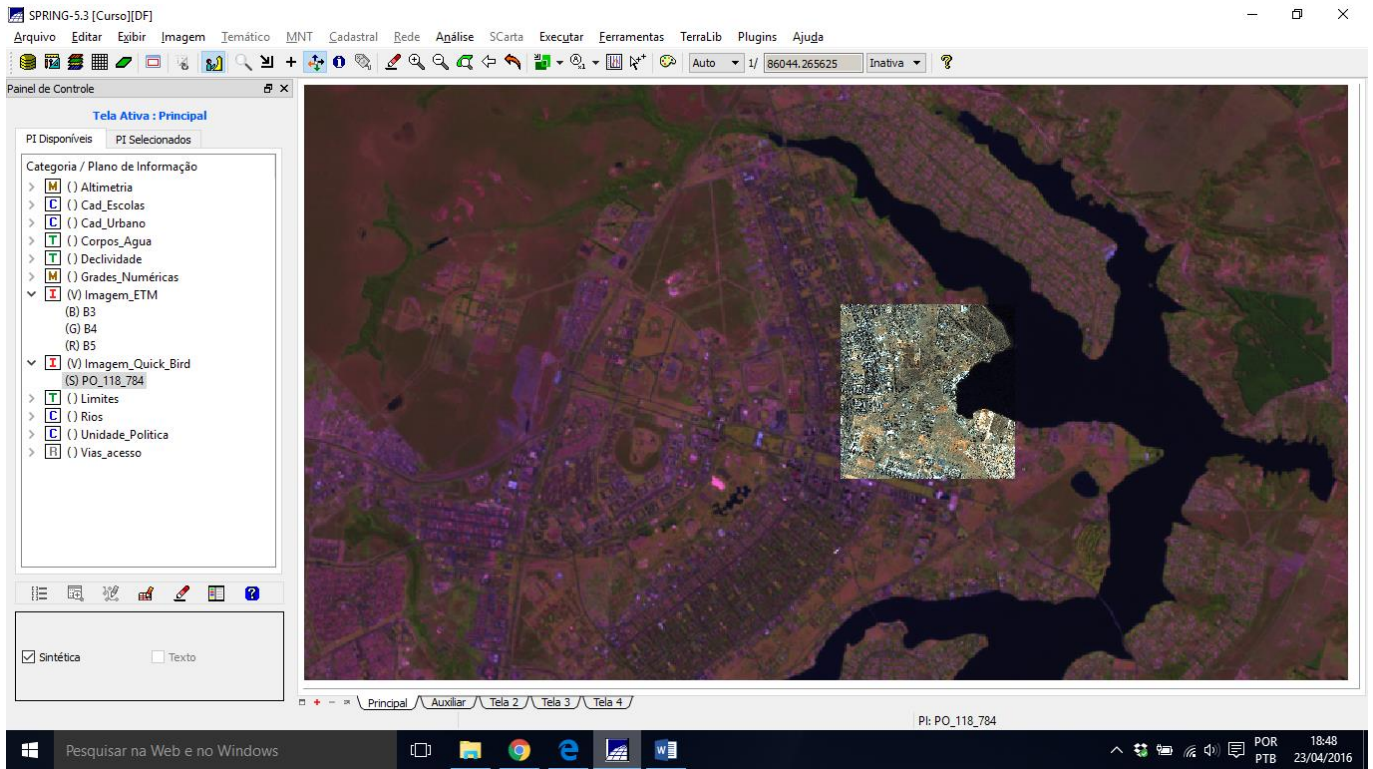 SPRING-5.3 [Curso][DF]
Arquivo Editar Exibir Imagem Temático MNT Cadastral Rede Análise SCarta Executar Ferramentas TerraLib Plugins Ajuda
Auto 1/ 86044.265625 Inativa
Painel de Controle
Tela Ativa : Principal
PI Disponíveis PI Selecionados
Categoria / Plano de Informação
M () Altimetria
C () Cad_Escolas
C () Cad_Urbano
T () Corpos_Agua
T () Declividade
M () Grades_Numéricas
I (V) Imagem_ETM
(B) B3
(G) B4
(R) B5
I (V) Imagem_Quick_Bird
(S) PO_118_784
T () Limites
C () Rios
C () Unidade_Politica
R () Vias_acesso
Sintética Texto
Principal Auxiliar Tela 2 Tela 3 Tela 4
PI: PO_118_784
Pesquisar na Web e no Windows
POR 18:48
PTB 23/04/2016